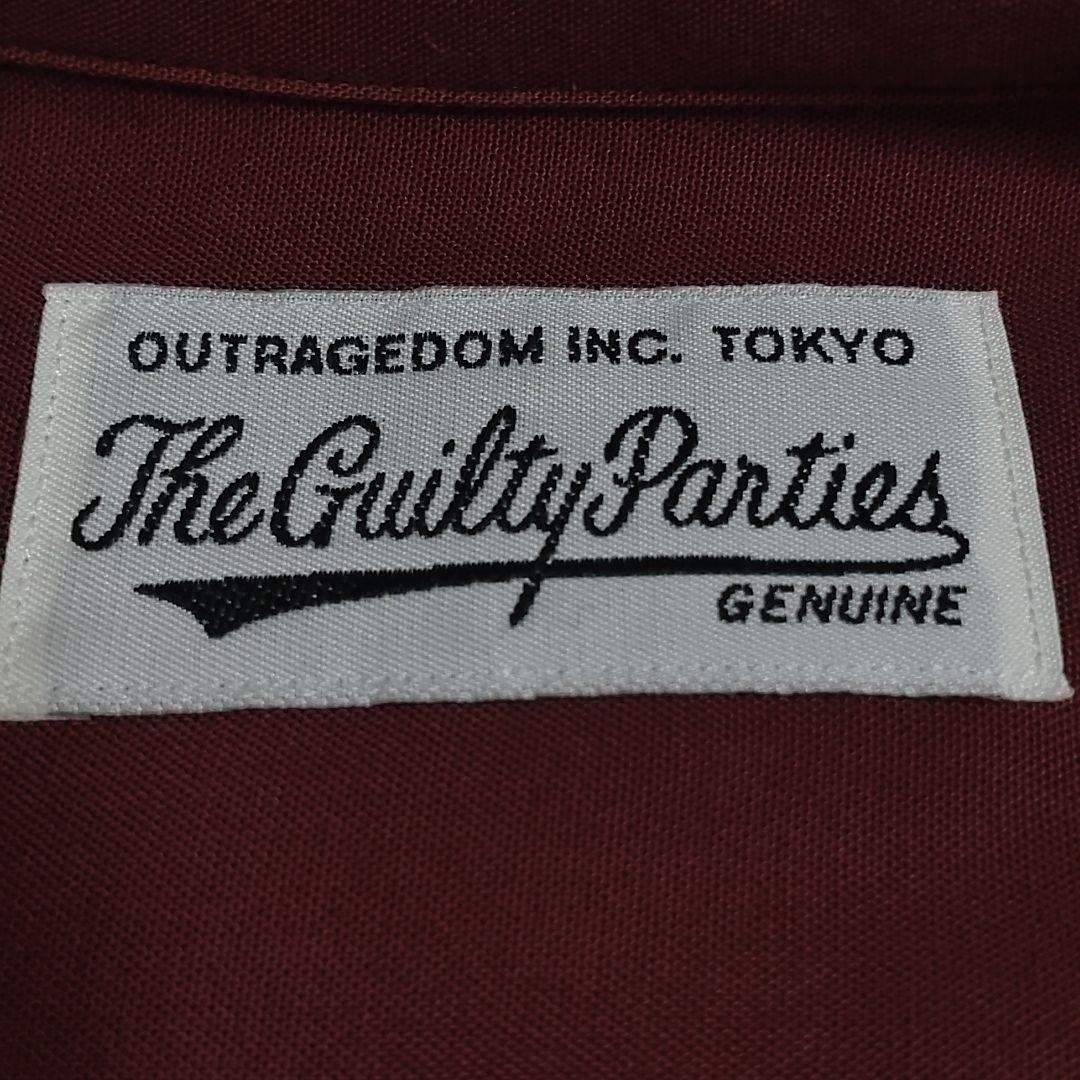 OUTRAGEDOM INC. TOKYO
The Guilty Parties
GENUINE